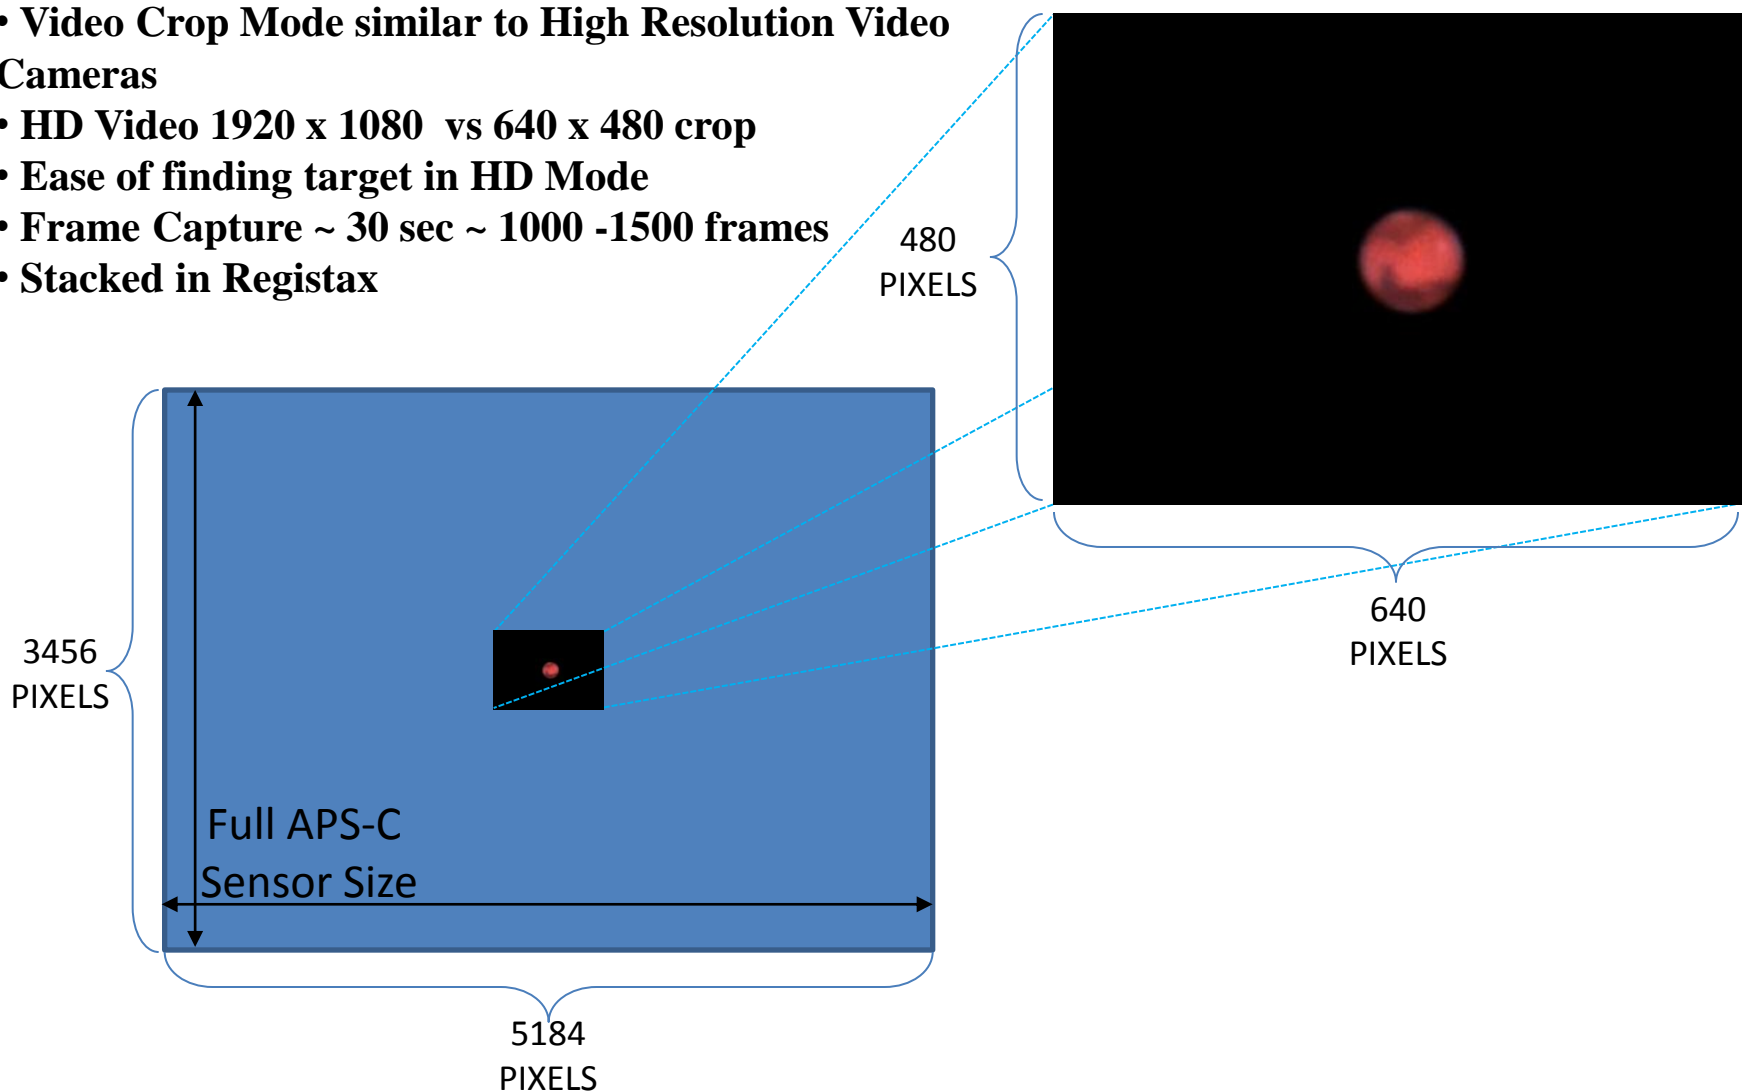 • Video Crop Mode similar to High Resolution Video
Cameras
• HD Video 1920 x 1080  vs 640 x 480 crop
• Ease of finding target in HD Mode
• Frame Capture ~ 30 sec ~ 1000 -1500 frames
• Stacked in Registax
480
PIXELS
640
PIXELS
3456
PIXELS
Full APS-C
Sensor Size
5184
PIXELS